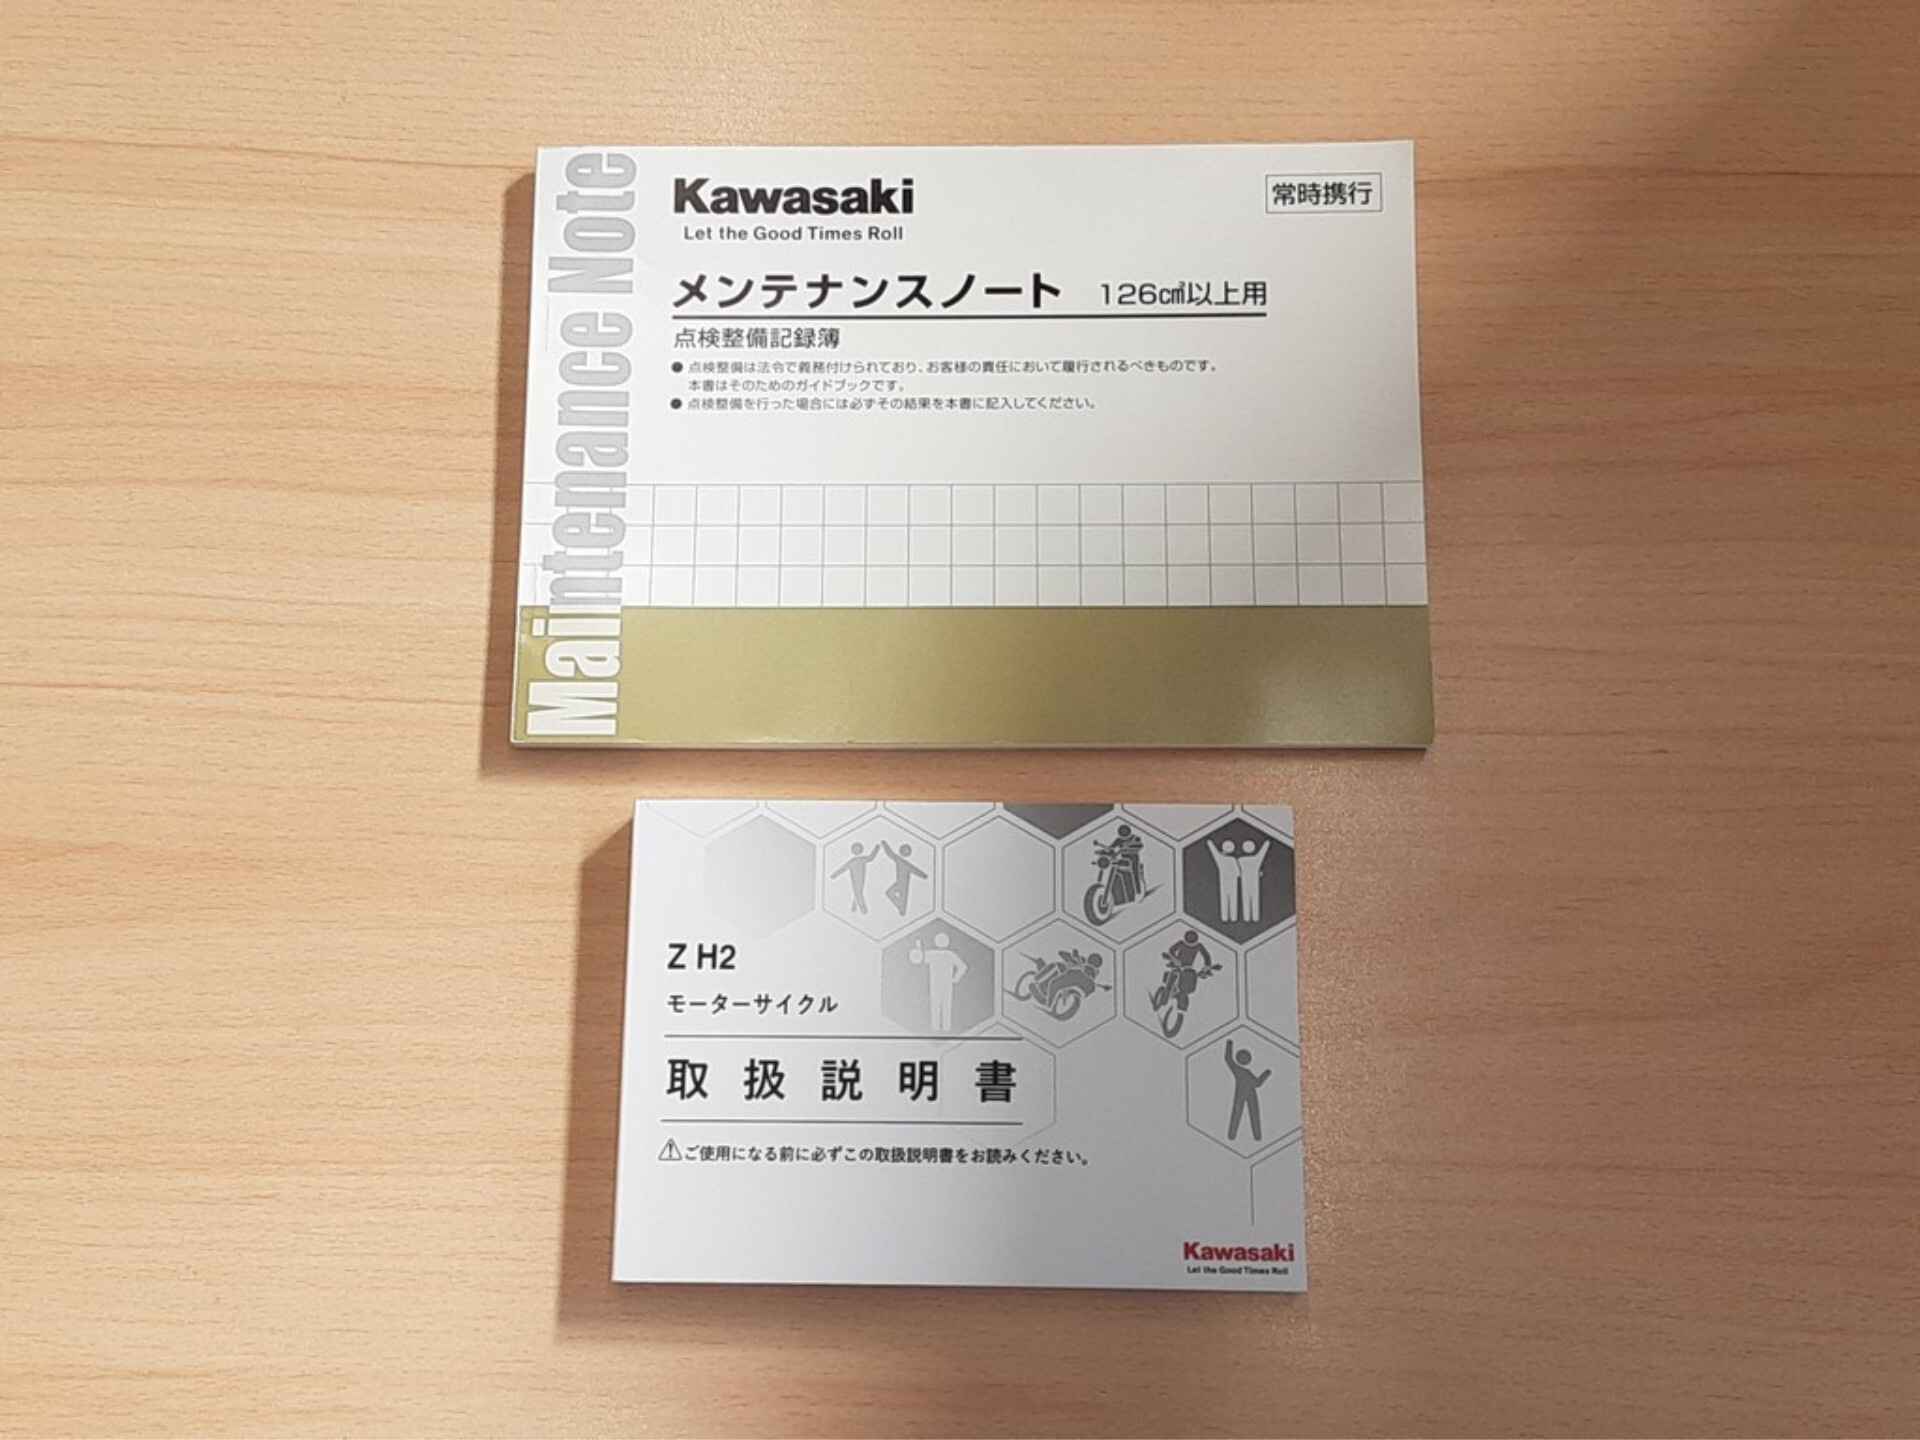 Maintenance Note
Kawasaki
Let the Good Times Roll
常時携行
メンテナンスノート 126c㎥以上用
点検整備記録簿
● 点検整備は法令で義務付けられており、お客様の責任において履行されるべきものです。
本書はそのためのガイドブックです。
● 点検整備を行った場合には必ずその結果を本書に記入してください。
Z H2
モーターサイクル
取扱説明書
⚠ご使用になる前に必ずこの取扱説明書をお読みください。
Kawasaki
Let the Good Times Roll